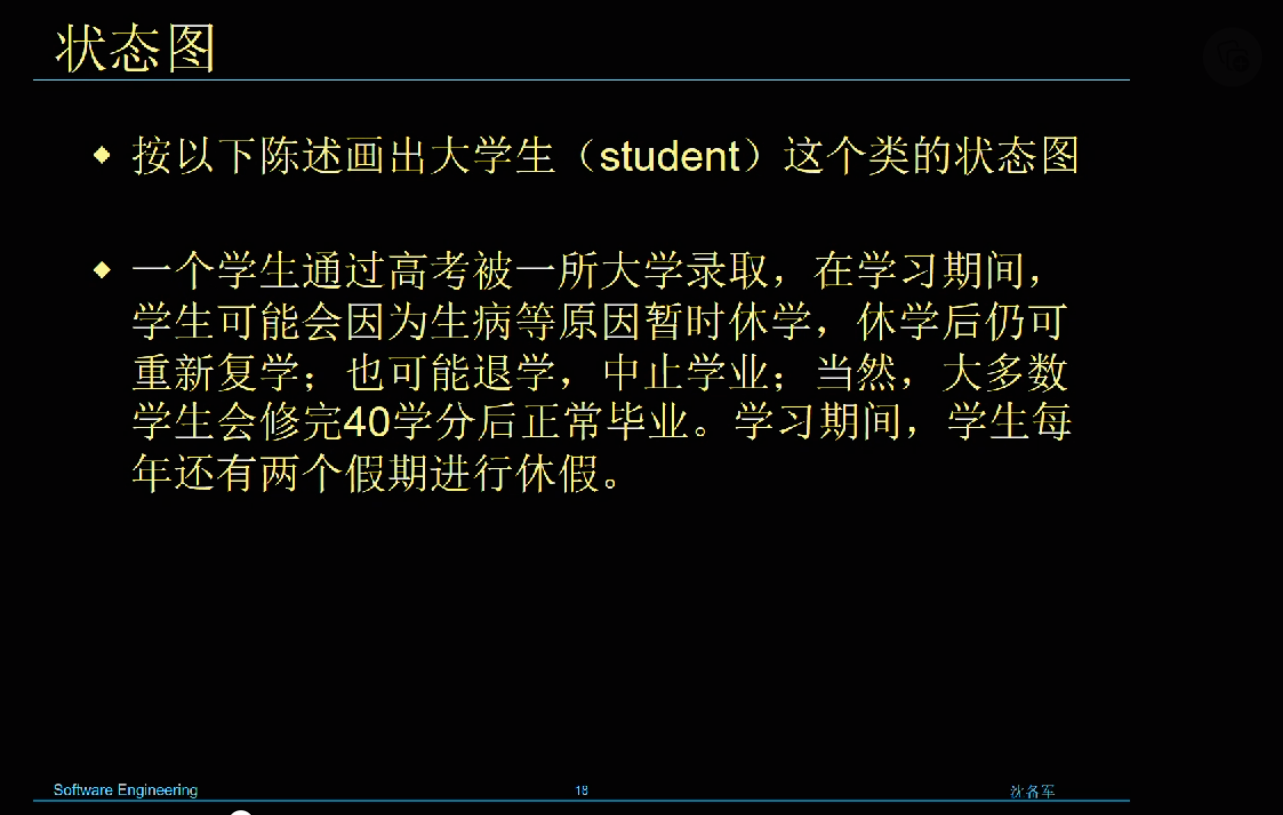 状态图
按以下陈述画出大学生（student）这个类的状态图
一个学生通过高考被一所大学录取，在学习期间，
学生可能会因为生病等原因暂时休学，休学后仍可
重新复学；也可能退学，中止学业；当然，大多数
学生会修完40学分后正常毕业。学习期间，学生每
年还有两个假期进行休假。
Software Engineering
18
沈备军